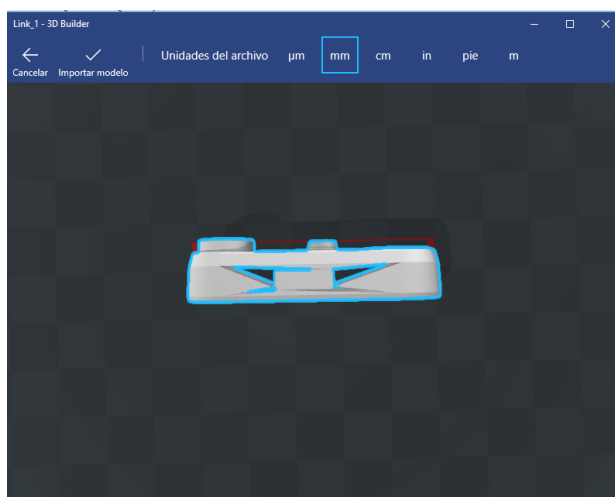 Link_1 - 3D Builder
Cancelar Importar modelo Unidades del archivo µm mm cm in pie m